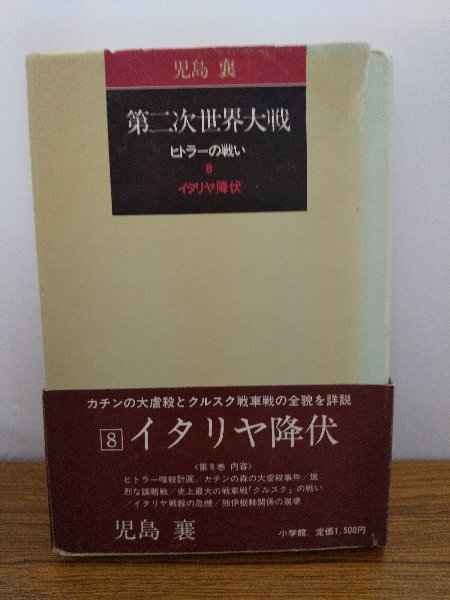 児島 襄
第二次世界大戦
ヒトラーの戦い
8
イタリヤ降伏
カチンの大虐殺とクルスク戦車戦の全貌を詳説
8 イタリヤ降伏
〈第8巻 内容〉
ヒトラー暗殺計画/カチンの森の大虐殺事件/熾
烈な謀略戦/史上最大の戦車戦「クルスク」の戦い
/イタリヤ戦線の危機/独伊枢軸関係の崩壊
児島 襄
小学館 定価1,500円